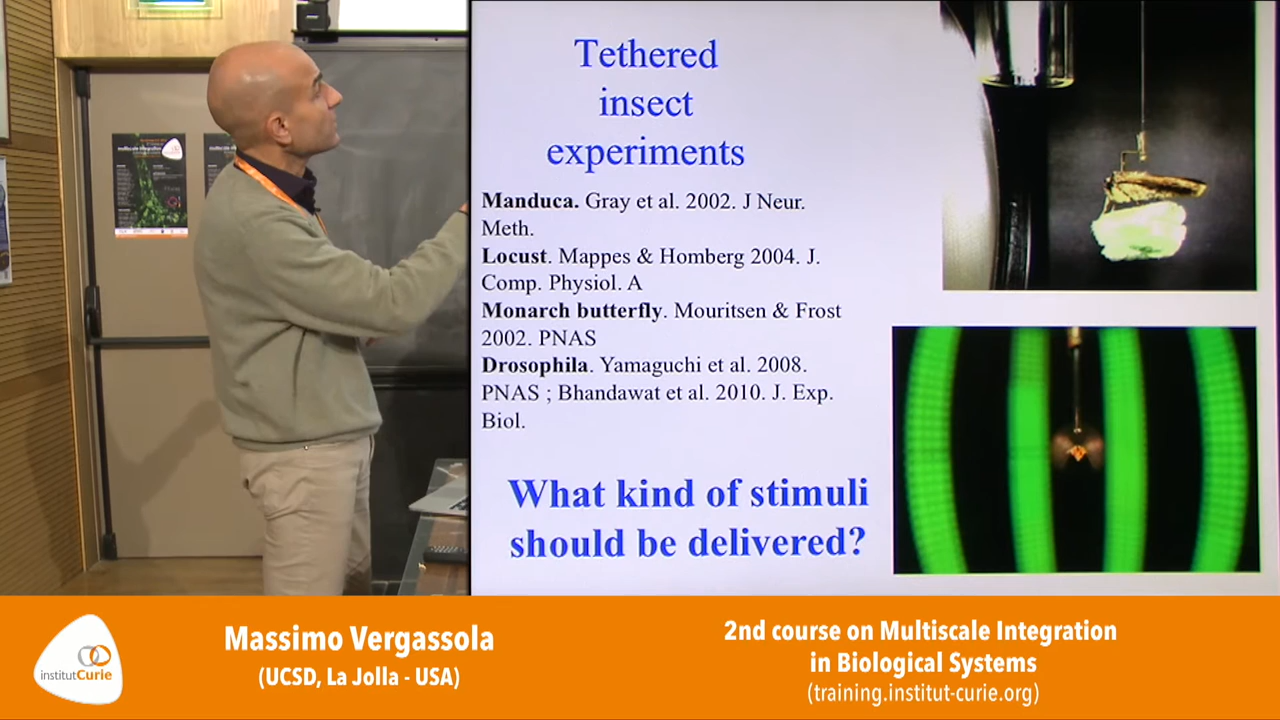 Tethered
insect
experiments
Manduca. Gray et al. 2002. J Neur.
Meth.
Locust. Mappes & Homberg 2004. J.
Comp. Physiol. A
Monarch butterfly. Mouritsen & Frost
2002. PNAS
Drosophila. Yamaguchi et al. 2008.
PNAS ; Bhandawat et al. 2010. J. Exp.
Biol.
What kind of stimuli
should be delivered?
institutCurie
Massimo Vergassola
(UCSD, La Jolla - USA)
2nd course on Multiscale Integration
in Biological Systems
(training.institut-curie.org)